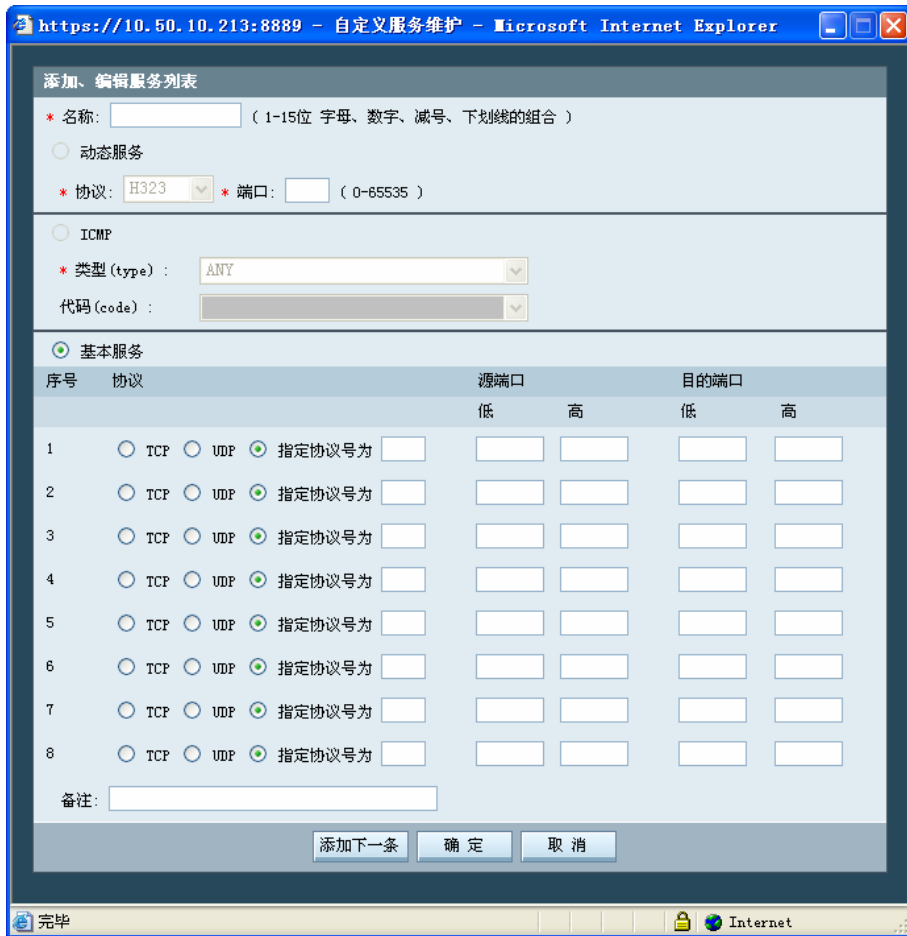 https://10.50.10.213:8889 - 自定义服务维护 - Microsoft Internet Explorer
添加、编辑服务列表
* 名称: ( 1-15位 字母、数字、减号、下划线的组合 )
动态服务
* 协议: H323 * 端口: ( 0-65535 )
ICMP
* 类型(type) : ANY
代码(code) :
基本服务
序号 协议 源端口 目的端口
低 高 低 高
1 TCP UDP 指定协议号为
2 TCP UDP 指定协议号为
3 TCP UDP 指定协议号为
4 TCP UDP 指定协议号为
5 TCP UDP 指定协议号为
6 TCP UDP 指定协议号为
7 TCP UDP 指定协议号为
8 TCP UDP 指定协议号为
备注:
添加下一条 确 定 取 消
完毕 Internet